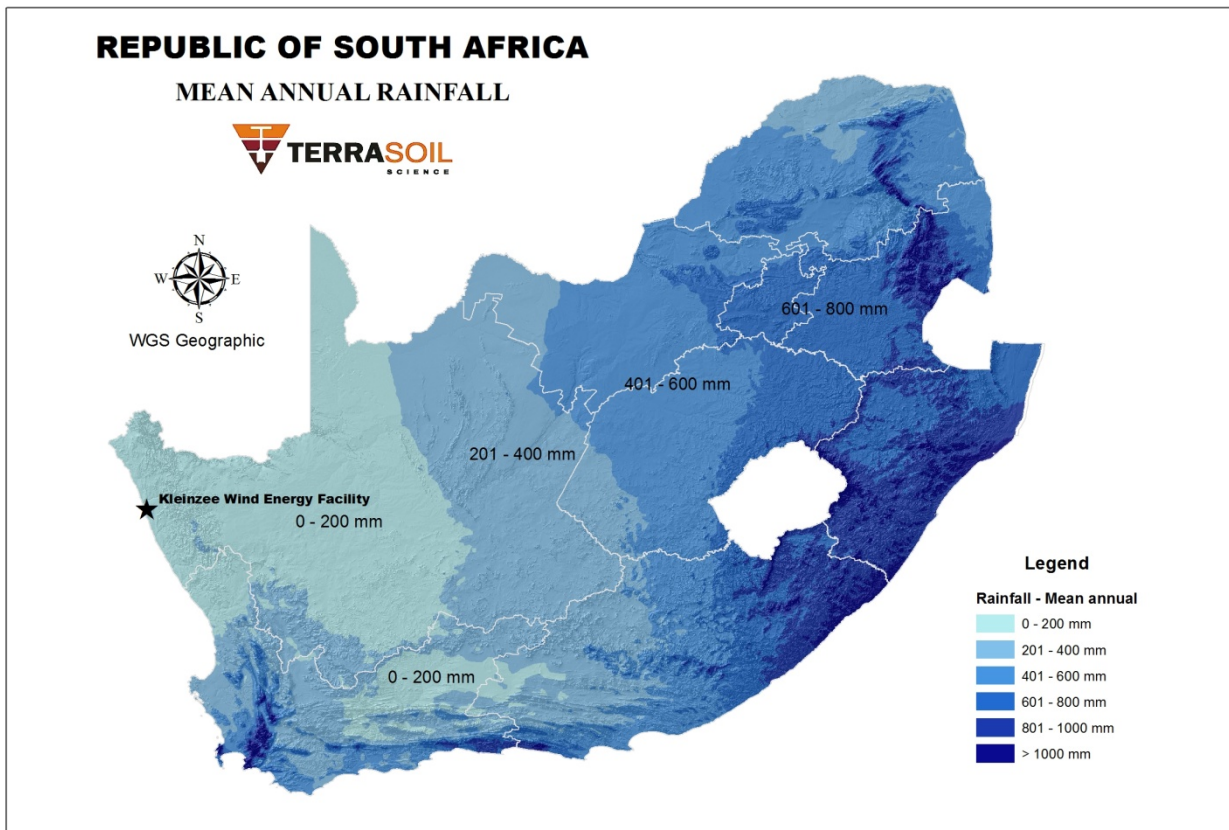 REPUBLIC OF SOUTH AFRICA
MEAN ANNUAL RAINFALL
TERRASOIL
SCIENCE
N
W E
S
WGS Geographic
601 - 800 mm
401 - 600 mm
201 - 400 mm
Kleinzee Wind Energy Facility
0 - 200 mm
0 - 200 mm
Legend
Rainfall - Mean annual
0 - 200 mm
201 - 400 mm
401 - 600 mm
601 - 800 mm
801 - 1000 mm
> 1000 mm